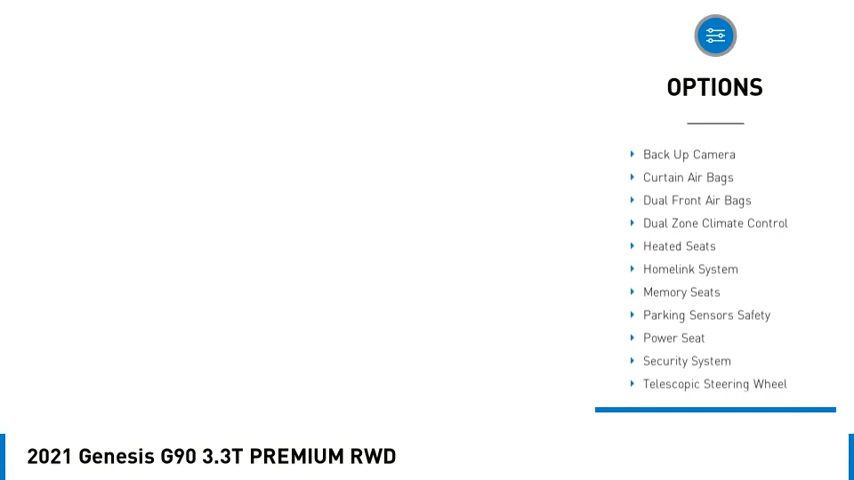 OPTIONS
Back Up Camera
Curtain Air Bags
Dual Front Air Bags
Dual Zone Climate Control
Heated Seats
Homelink System
Memory Seats
Parking Sensors Safety
Power Seat
Security System
Telescopic Steering Wheel
2021 Genesis G90 3.3T PREMIUM RWD